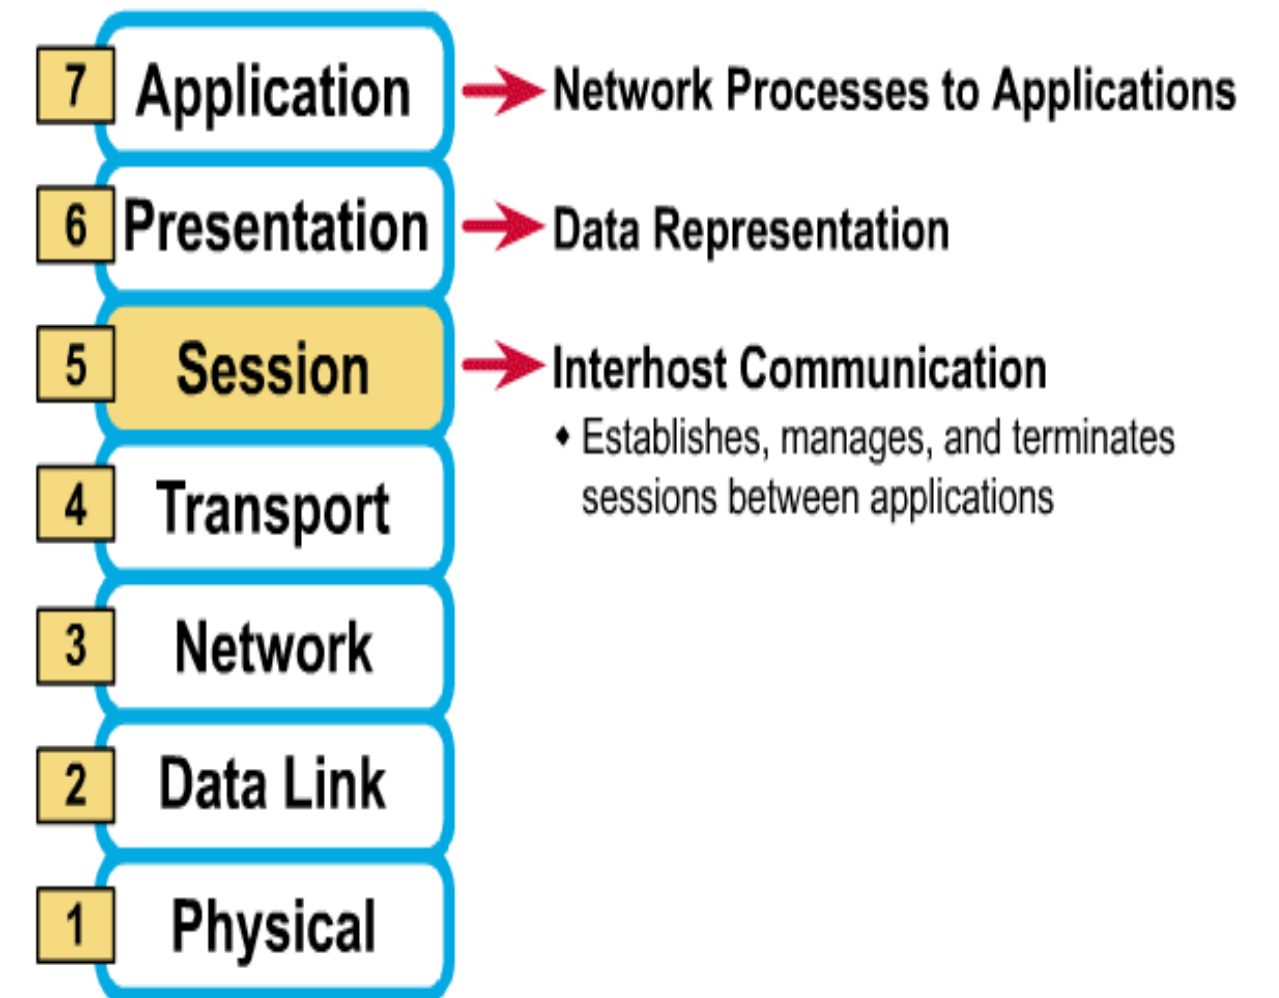 7 Application Network Processes to Applications
6 Presentation Data Representation
5 Session Interhost Communication
♦ Establishes, manages, and terminates
sessions between applications
4 Transport
3 Network
2 Data Link
1 Physical